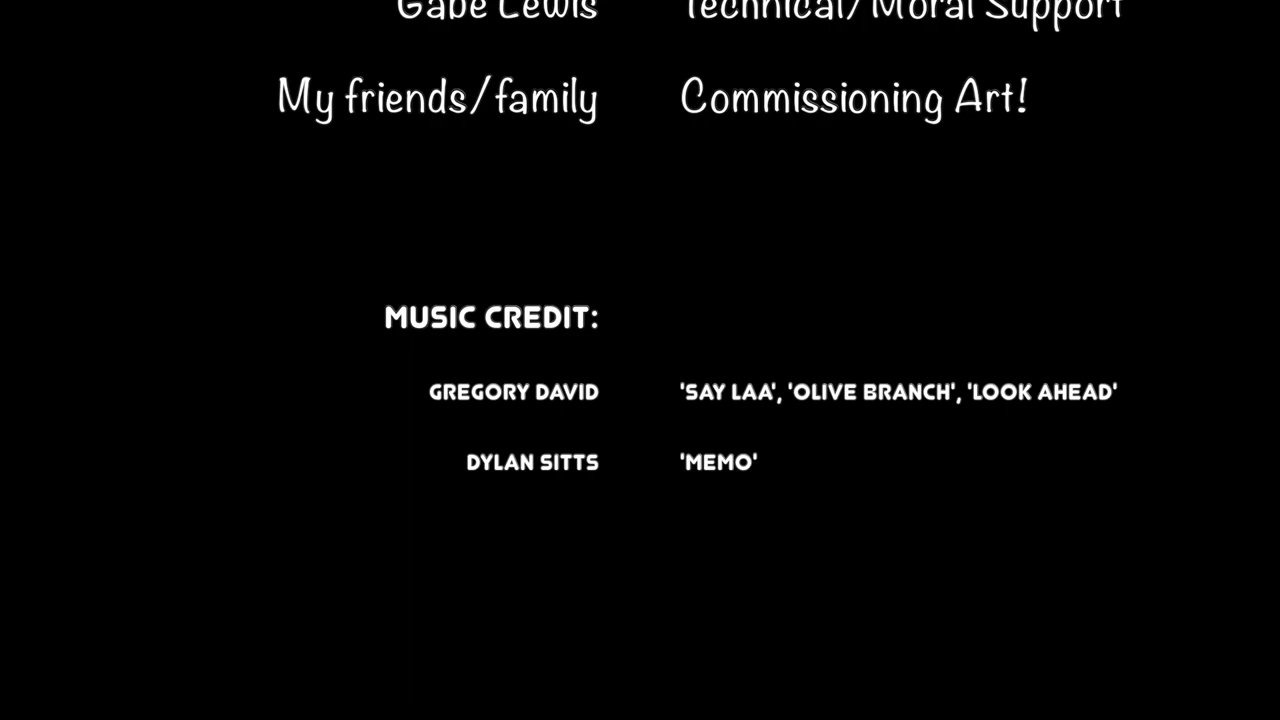 Gabe Lewis Technical/Moral Support
My friends/family Commissioning Art!
MUSIC CREDIT:
GREGORY DAVID 'SAY LAA', 'OLIVE BRANCH', 'LOOK AHEAD'
DYLAN SITTS 'MEMO'